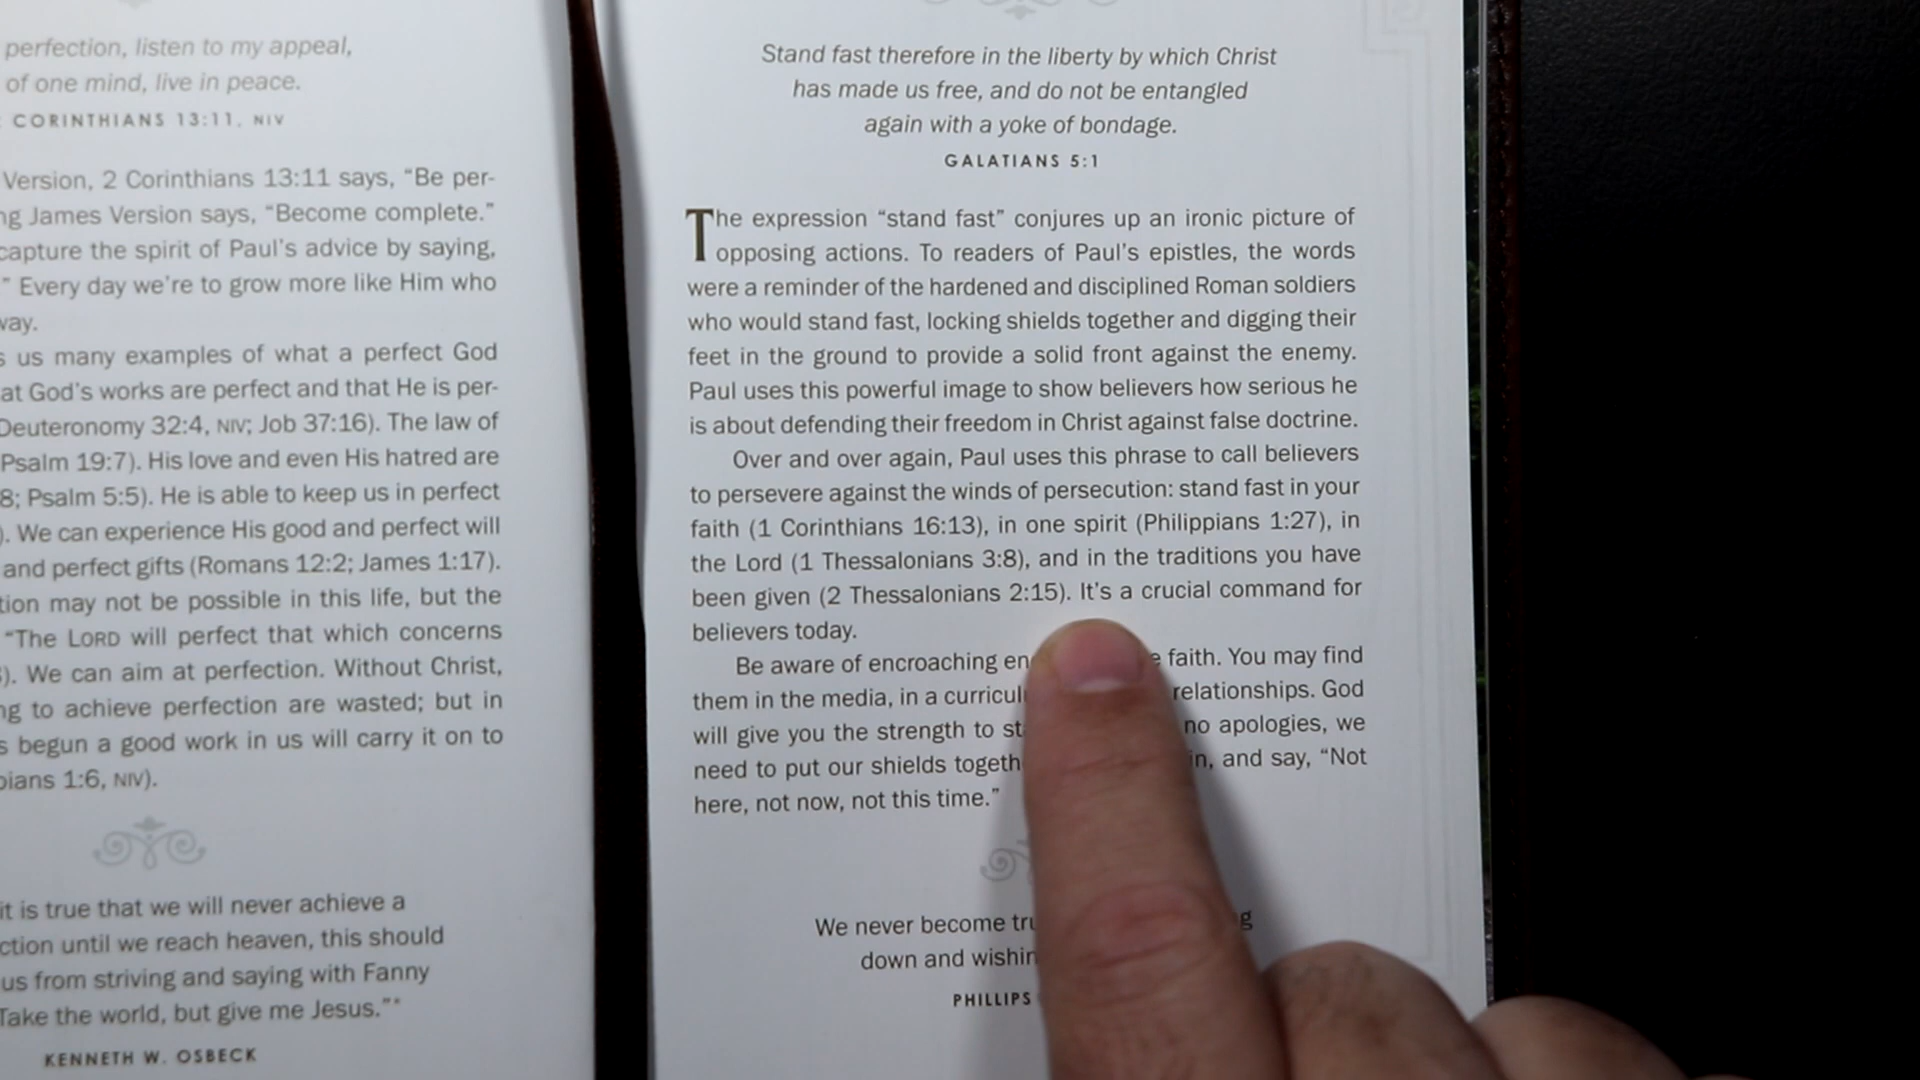 perfection, listen to my appeal,
of one mind, live in peace.
CORINTHIANS 13:11, NIV
Version, 2 Corinthians 13:11 says, “Be per-
James Version says, “Become complete.”
capture the spirit of Paul's advice by saying,
” Every day we're to grow more like Him who
us many examples of what a perfect God
at God's works are perfect and that He is per-
Deuteronomy 32:4, NIV; Job 37:16). The law of
Psalm 19:7). His love and even His hatred are
8; Psalm 5:5). He is able to keep us in perfect
). We can experience His good and perfect will
and perfect gifts (Romans 12:2; James 1:17).
tion may not be possible in this life, but the
“The LORD will perfect that which concerns
). We can aim at perfection. Without Christ,
to achieve perfection are wasted; but in
begun a good work in us will carry it on to
pians 1:6, NIV).
it is true that we will never achieve a
ction until we reach heaven, this should
us from striving and saying with Fanny
Take the world, but give me Jesus.”*
KENNETH W. OSBECK
Stand fast therefore in the liberty by which Christ
has made us free, and do not be entangled
again with a yoke of bondage.
GALATIANS 5:1
The expression “stand fast” conjures up an ironic picture of
opposing actions. To readers of Paul's epistles, the words
were a reminder of the hardened and disciplined Roman soldiers
who would stand fast, locking shields together and digging their
feet in the ground to provide a solid front against the enemy.
Paul uses this powerful image to show believers how serious he
is about defending their freedom in Christ against false doctrine.
Over and over again, Paul uses this phrase to call believers
to persevere against the winds of persecution: stand fast in your
faith (1 Corinthians 16:13), in one spirit (Philippians 1:27), in
the Lord (1 Thessalonians 3:8), and in the traditions you have
been given (2 Thessalonians 2:15). It's a crucial command for
believers today.
Be aware of encroaching en faith. You may find
them in the media, in a curricul relationships. God
will give you the strength to st no apologies, we
need to put our shields togeth in, and say, “Not
here, not now, not this time.”
We never become tru g
down and wishin
PHILLIPS